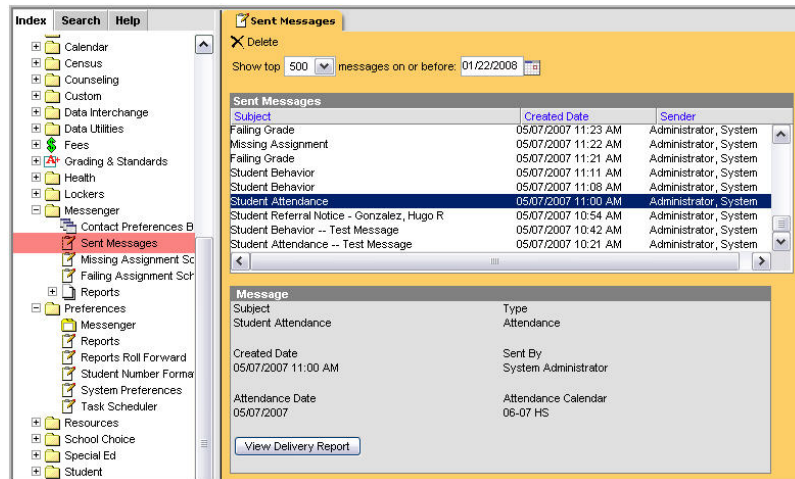 Index Search Help
Calendar
Census
Counseling
Custom
Data Interchange
Data Utilities
Fees
Grading & Standards
Health
Lockers
Messenger
Contact Preferences B
Sent Messages
Missing Assignment Sc
Failing Assignment Sch
Reports
Preferences
Messenger
Reports
Reports Roll Forward
Student Number Forma
System Preferences
Task Scheduler
Resources
School Choice
Special Ed
Student
Sent Messages
Delete
Show top 500 messages on or before: 01/22/2008
Sent Messages
Subject Created Date Sender
Failing Grade 05/07/2007 11:23 AM Administrator, System
Missing Assignment 05/07/2007 11:22 AM Administrator, System
Failing Grade 05/07/2007 11:21 AM Administrator, System
Student Behavior 05/07/2007 11:11 AM Administrator, System
Student Behavior 05/07/2007 11:08 AM Administrator, System
Student Attendance 05/07/2007 11:00 AM Administrator, System
Student Referral Notice - Gonzalez, Hugo R 05/07/2007 10:54 AM Administrator, System
Student Behavior -- Test Message 05/07/2007 10:42 AM Administrator, System
Student Attendance -- Test Message 05/07/2007 10:21 AM Administrator, System
Message
Subject Type
Student Attendance Attendance
Created Date Sent By
05/07/2007 11:00 AM System Administrator
Attendance Date Attendance Calendar
05/07/2007 06-07 HS
View Delivery Report